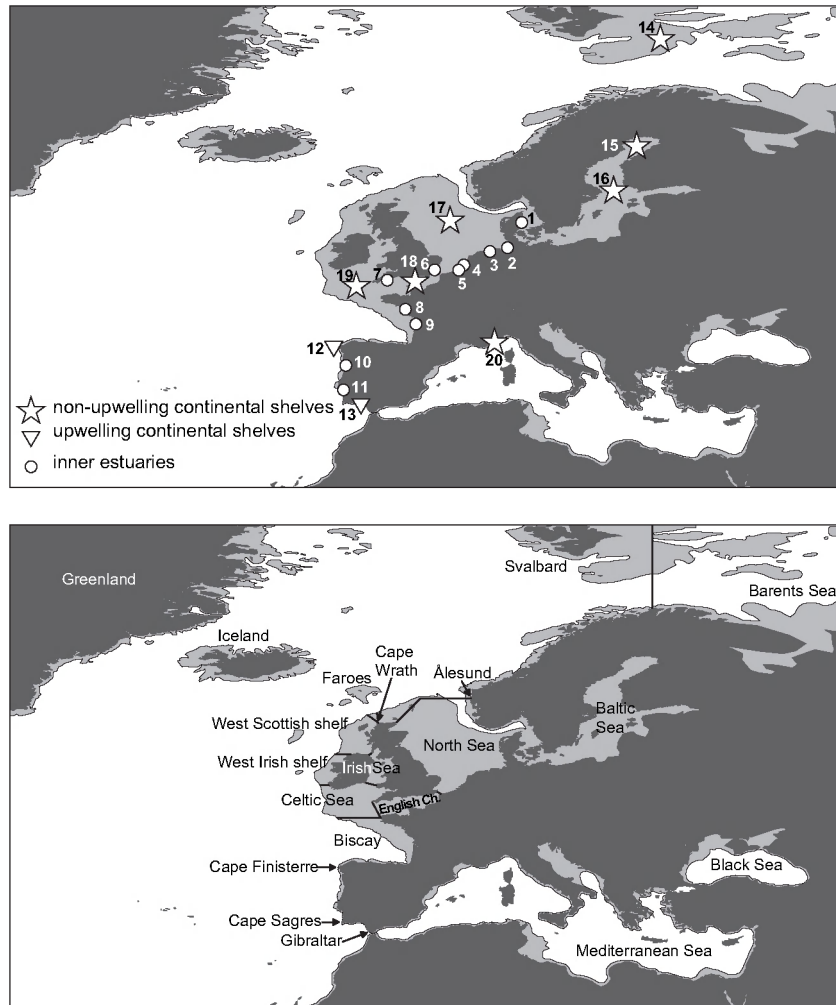 14
15
16
17
1
18
6
3
2
4
5
19
7
8
9
12
10
20
11
13
non-upwelling continental shelves
upwelling continental shelves
inner estuaries
Greenland
Svalbard
Barents Sea
Iceland
Cape
Wrath
Faroes
Ålesund
West Scottish shelf
Baltic
Sea
North Sea
West Irish shelf
Irish Sea
Celtic Sea
English Ch.
Biscay
Cape Finisterre
Black Sea
Cape Sagres
Gibraltar
Mediterranean Sea